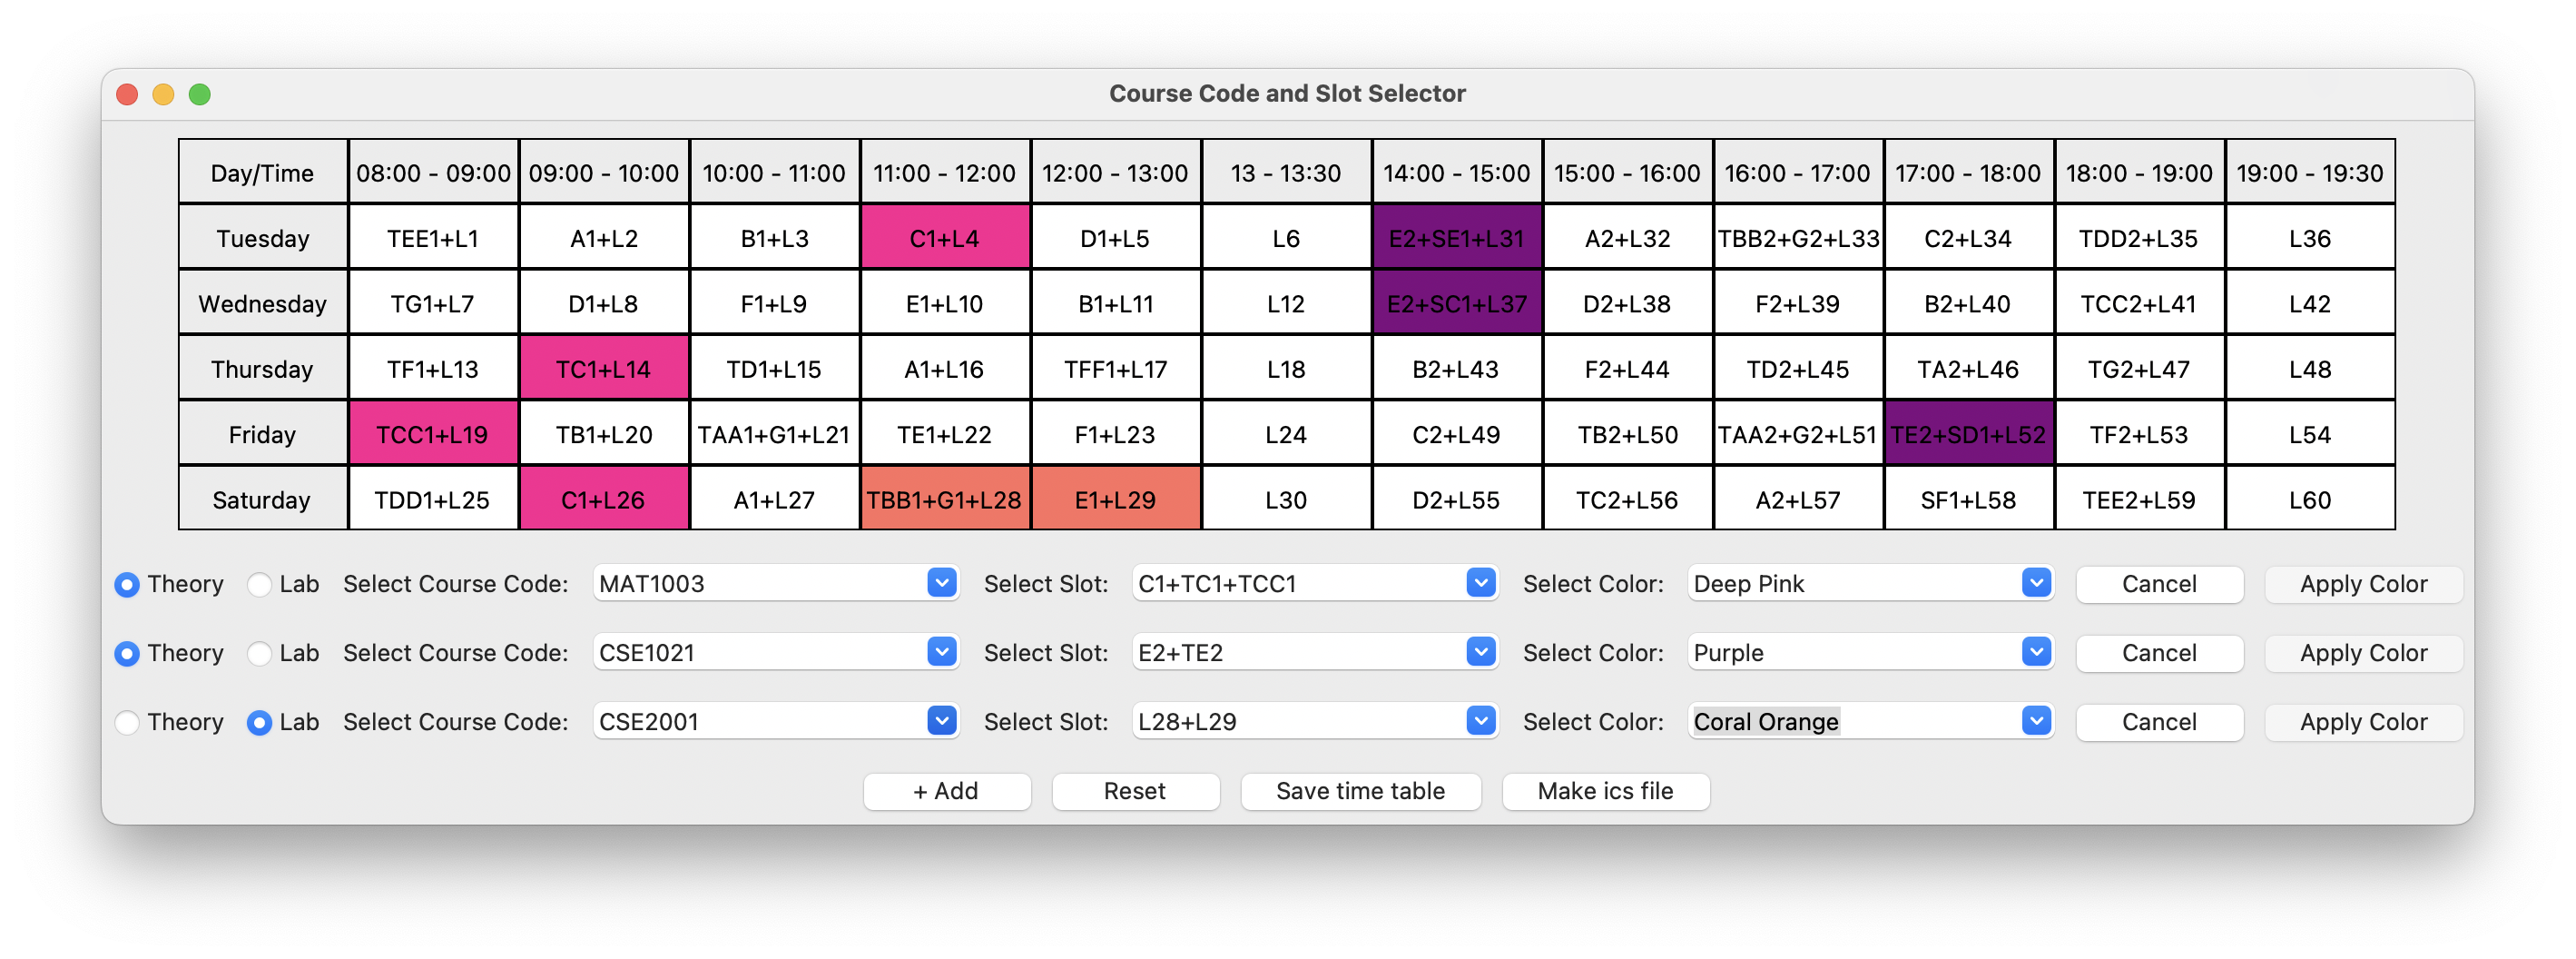 Course Code and Slot Selector
Day/Time 08:00 - 09:00 09:00 - 10:00 10:00 - 11:00 11:00 - 12:00 12:00 - 13:00 13 - 13:30 14:00 - 15:00 15:00 - 16:00 16:00 - 17:00 17:00 - 18:00 18:00 - 19:00 19:00 - 19:30
Tuesday TEE1+L1 A1+L2 B1+L3 C1+L4 D1+L5 L6 E2+SE1+L31 A2+L32 TBB2+G2+L33 C2+L34 TDD2+L35 L36
Wednesday TG1+L7 D1+L8 F1+L9 E1+L10 B1+L11 L12 E2+SC1+L37 D2+L38 F2+L39 B2+L40 TCC2+L41 L42
Thursday TF1+L13 TC1+L14 TD1+L15 A1+L16 TFF1+L17 L18 B2+L43 F2+L44 TD2+L45 TA2+L46 TG2+L47 L48
Friday TCC1+L19 TB1+L20 TAA1+G1+L21 TE1+L22 F1+L23 L24 C2+L49 TB2+L50 TAA2+G2+L51 TE2+SD1+L52 TF2+L53 L54
Saturday TDD1+L25 C1+L26 A1+L27 TBB1+G1+L28 E1+L29 L30 D2+L55 TC2+L56 A2+L57 SF1+L58 TEE2+L59 L60
Theory Lab Select Course Code: MAT1003 Select Slot: C1+TC1+TCC1 Select Color: Deep Pink Cancel Apply Color
Theory Lab Select Course Code: CSE1021 Select Slot: E2+TE2 Select Color: Purple Cancel Apply Color
Theory Lab Select Course Code: CSE2001 Select Slot: L28+L29 Select Color: Coral Orange Cancel Apply Color
+ Add Reset Save time table Make ics file